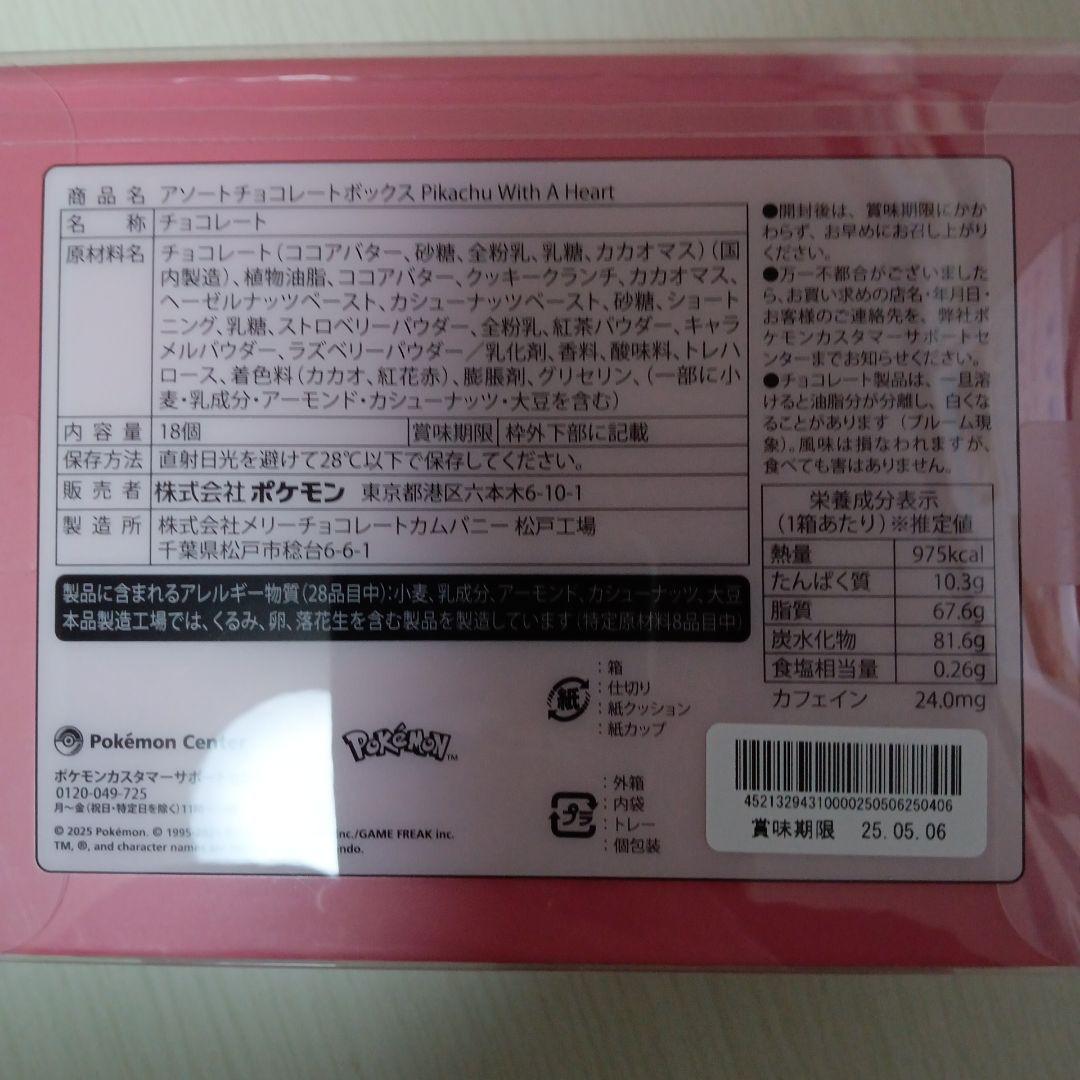 商品名 アソートチョコレートボックス Pikachu With A Heart
名称 チョコレート
原材料名 チョコレート(ココアバター、砂糖、全粉乳、乳糖、カカオマス)(国
内製造)、植物油脂、ココアバター、クッキークランチ、カカオマス、
ヘーゼルナッツペースト、カシューナッツペースト、砂糖、ショート
ニング、乳糖、ストロベリーパウダー、全粉乳、紅茶パウダー、キャラ
メルパウダー、ラズベリーパウダー/乳化剤、香料、酸味料、トレハ
ロース、着色料(カカオ、紅花赤)、膨脹剤、グリセリン、(一部に小
麦・乳成分・アーモンド・カシューナッツ・大豆を含む)
内容量 18個 賞味期限 枠外下部に記載
保存方法 直射日光を避けて28℃以下で保存してください。
販売者 株式会社ポケモン 東京都港区六本木6-10-1
製造所 株式会社メリーチョコレートカムパニー 松戸工場
千葉県松戸市稔台6-6-1
製品に含まれるアレルギー物質(28品目中):小麦、乳成分、アーモンド、カシューナッツ、大豆
本品製造工場では、くるみ、卵、落花生を含む製品を製造しています(特定原材料8品目中)
●開封後は、賞味期限にかか
わらず、お早めにお召し上がり
ください。
●万一不都合がございました
ら、お買い求めの店名・年月日・
お客様のご連絡先を、弊社ポ
ケモンカスタマーサポートセ
ンターまでお知らせください。
●チョコレート製品は、一旦溶
けると油脂分が分離し、白くな
ることがあります(ブルーム現
象)。風味は損なわれますが、
食べても害はありません。
栄養成分表示
(1箱あたり)※推定値
熱量 975kcal
たんぱく質 10.3g
脂質 67.6g
炭水化物 81.6g
食塩相当量 0.26g
カフェイン 24.0mg
紙
:箱
:仕切り
:紙クッション
:紙カップ
プラ
:外箱
:内袋
:トレー
:個包装
Pokémon Center
POKéMON TM
ポケモンカスタマーサポート
0120-049-725
月〜金(祝日・特定日を除く)
© 2025 Pokémon. © 1995- nc./GAME FREAK inc.
TM, ®, and character
4521329431000025050625040​6
賞味期限 25.05.06